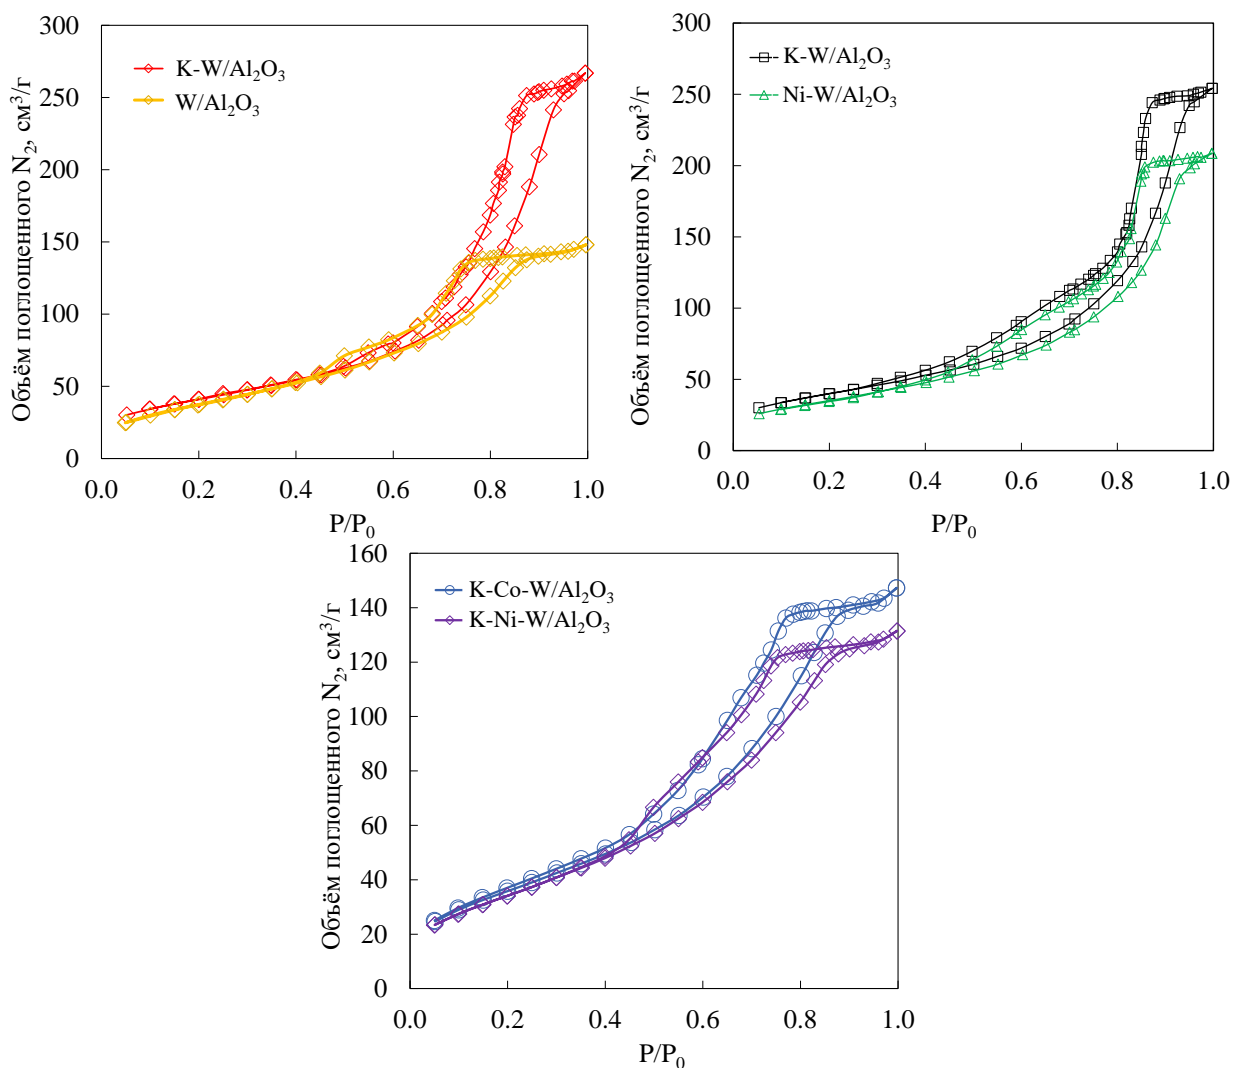 Объём поглощенного N2, см3/г
300
250
200
150
100
50
0
K-W/Al2O3
W/Al2O3
0.0 0.2 0.4 0.6 0.8 1.0
P/P0
Объём поглощенного N2, см3/г
300
250
200
150
100
50
0
K-W/Al2O3
Ni-W/Al2O3
0.0 0.2 0.4 0.6 0.8 1.0
P/P0
Объём поглощенного N2, см3/г
160
140
120
100
80
60
40
20
0
K-Co-W/Al2O3
K-Ni-W/Al2O3
0.0 0.2 0.4 0.6 0.8 1.0
P/P0